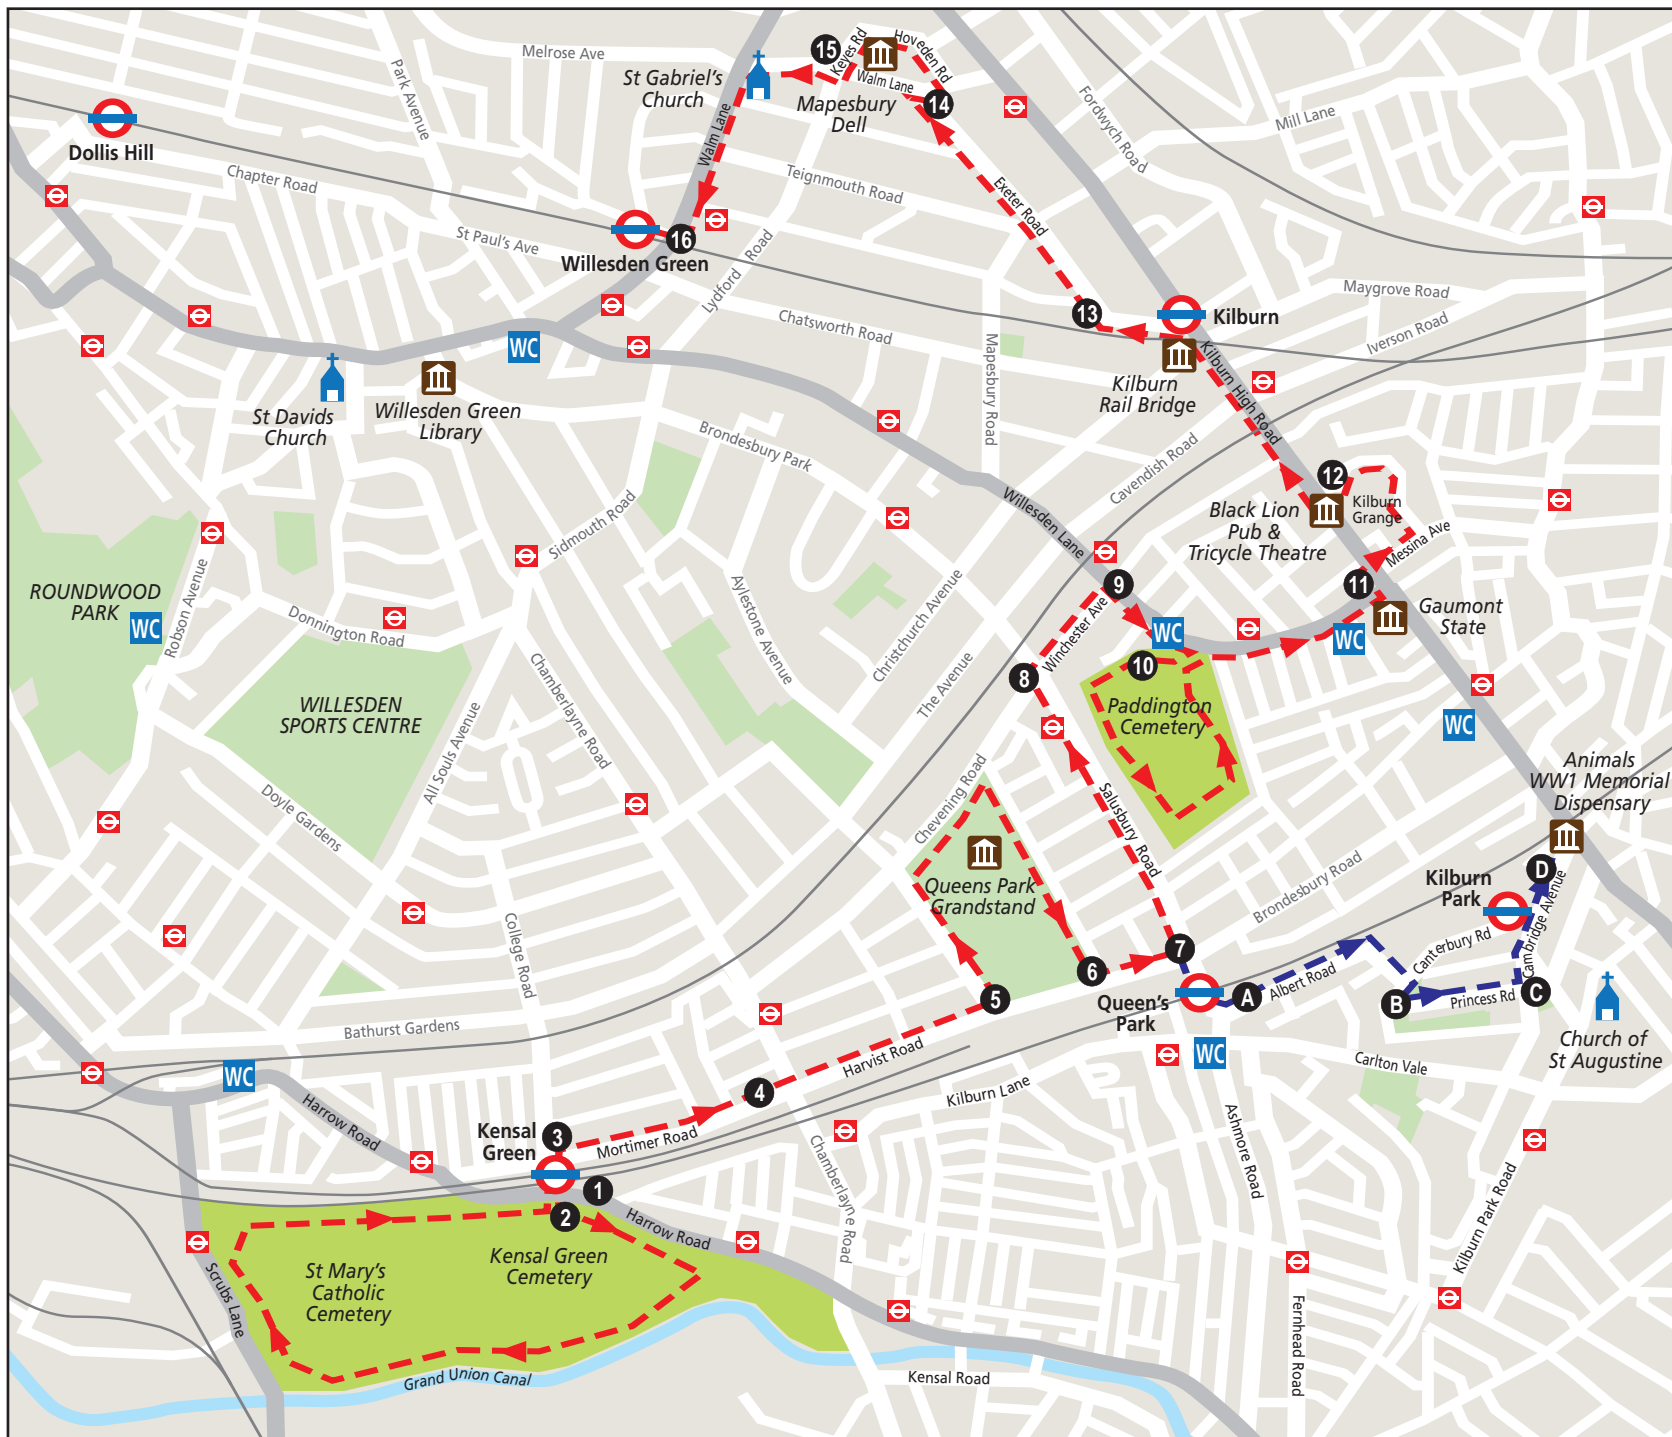 Melrose Ave
Park Avenue
St Gabriel's
Church
15
Keyes Rd
Hoveden Rd
Walm Lane
Mapesbury
Dell
14
Fordwych Road
Mill Lane
Dollis Hill
Chapter Road
Walm Lane
Teignmouth Road
Exeter Road
St Paul's Ave
16
Willesden Green
Lydford Road
Chatsworth Road
13
Kilburn
Maygrove Road
Iverson Road
WC
Mapesbury Road
Kilburn
Rail Bridge
Kilburn High Road
St Davids
Church
Willesden Green
Library
Brondesbury Park
Cavendish Road
Willesden Lane
12
Kilburn
Grange
Black Lion
Pub &
Tricycle Theatre
Messina Ave
Sidmouth Road
ROUNDWOOD
PARK
WC
Robson Avenue
Donnington Road
Aylestone Avenue
Christchurch Avenue
The Avenue
9
Winchester Ave
8
WC
10
11
WC
Gaumont
State
Paddington
Cemetery
WILLESDEN
SPORTS CENTRE
All Souls Avenue
Chamberlayne Road
Doyle Gardens
WC
Animals
WW1 Memorial
Dispensary
Chevening Road
Salusbury Road
Queens Park
Grandstand
Brondesbury Road
Kilburn
Park
D
Cambridge Avenue
Canterbury Rd
College Road
7
6
5
Queen's
Park
A
Albert Road
B
Princess Rd
C
Church of
St Augustine
Bathurst Gardens
WC
Harvist Road
WC
Carlton Vale
4
Kilburn Lane
Harrow Road
Kensal
Green
3
Mortimer Road
Chamberlayne Road
Ashmore Road
Kilburn Park Road
1
2
Harrow Road
Kensal Green
Cemetery
St Mary's
Catholic
Cemetery
Scrubs Lane
Grand Union Canal
Kensal Road
Fernhead Road